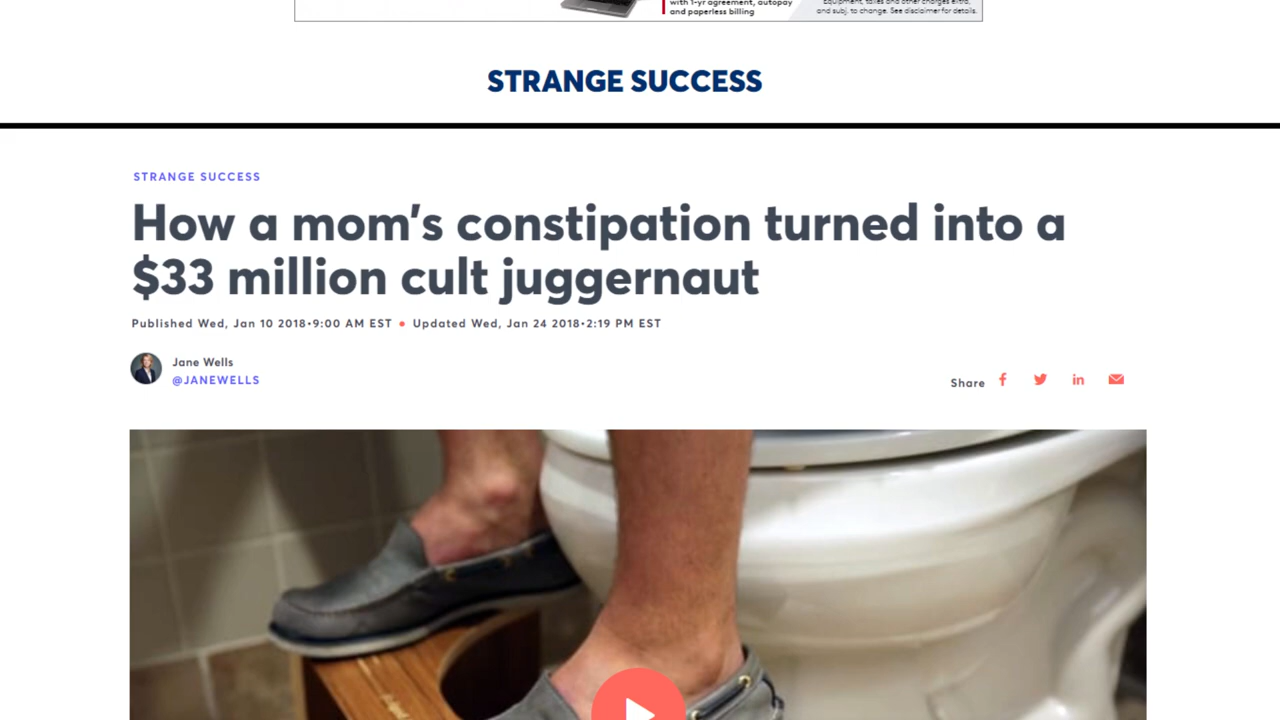 with 1-yr agreement, autopay
and paperless billing
Equipment, taxes and other charges extra,
and subj. to change. See disclaimer for details.
STRANGE SUCCESS
STRANGE SUCCESS
How a mom's constipation turned into a
$33 million cult juggernaut
Published Wed, Jan 10 2018•9:00 AM EST • Updated Wed, Jan 24 2018•2:19 PM EST
Jane Wells
@JANEWELLS
Share